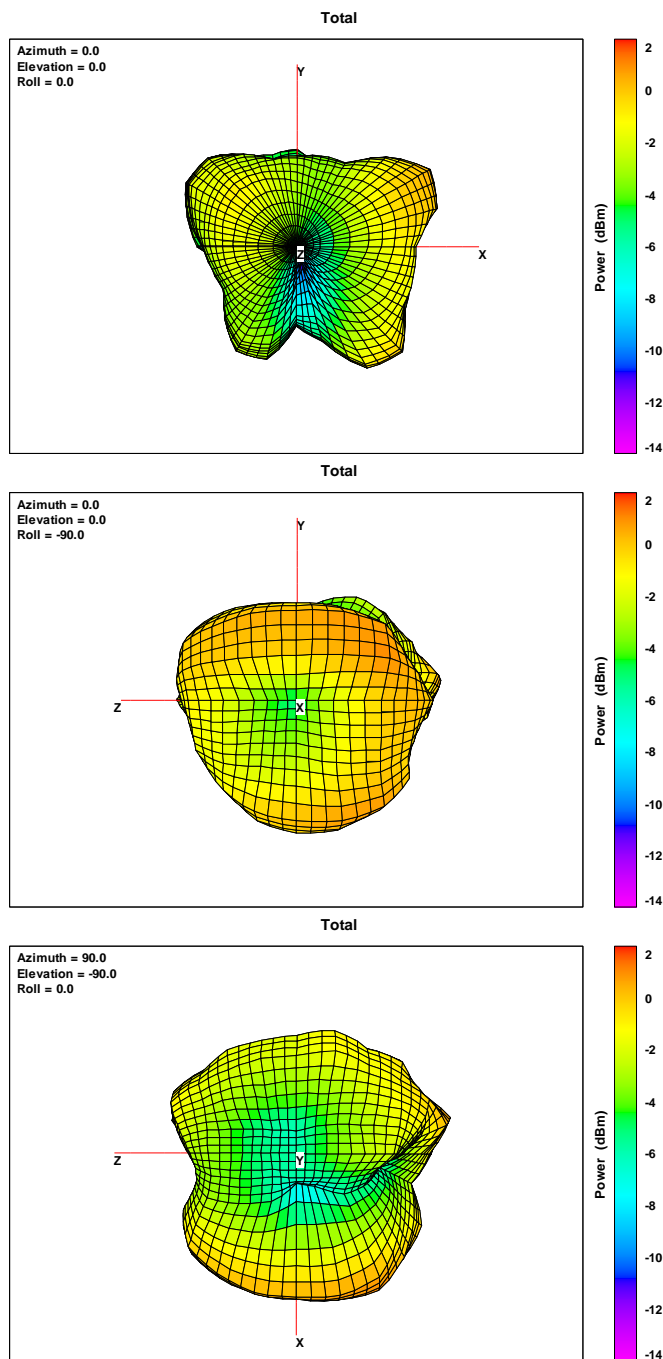 Total
Azimuth = 0.0
Elevation = 0.0
Roll = 0.0
Y
Z
X
2
0
-2
-4
-6
-8
-10
-12
-14
Power (dBm)
Total
Azimuth = 0.0
Elevation = 0.0
Roll = -90.0
Y
Z
X
2
0
-2
-4
-6
-8
-10
-12
-14
Power (dBm)
Total
Azimuth = 90.0
Elevation = -90.0
Roll = 0.0
Z
Y
X
2
0
-2
-4
-6
-8
-10
-12
-14
Power (dBm)